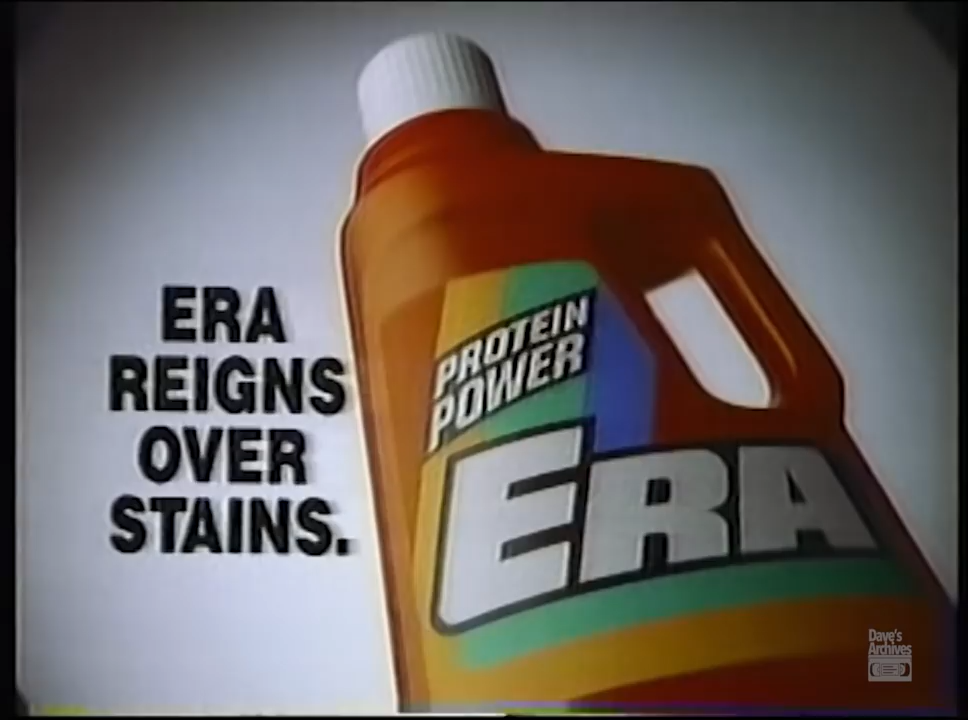 ERA
REIGNS
OVER
STAINS.
PROTEIN
POWER
ERA
Dave's
Archives